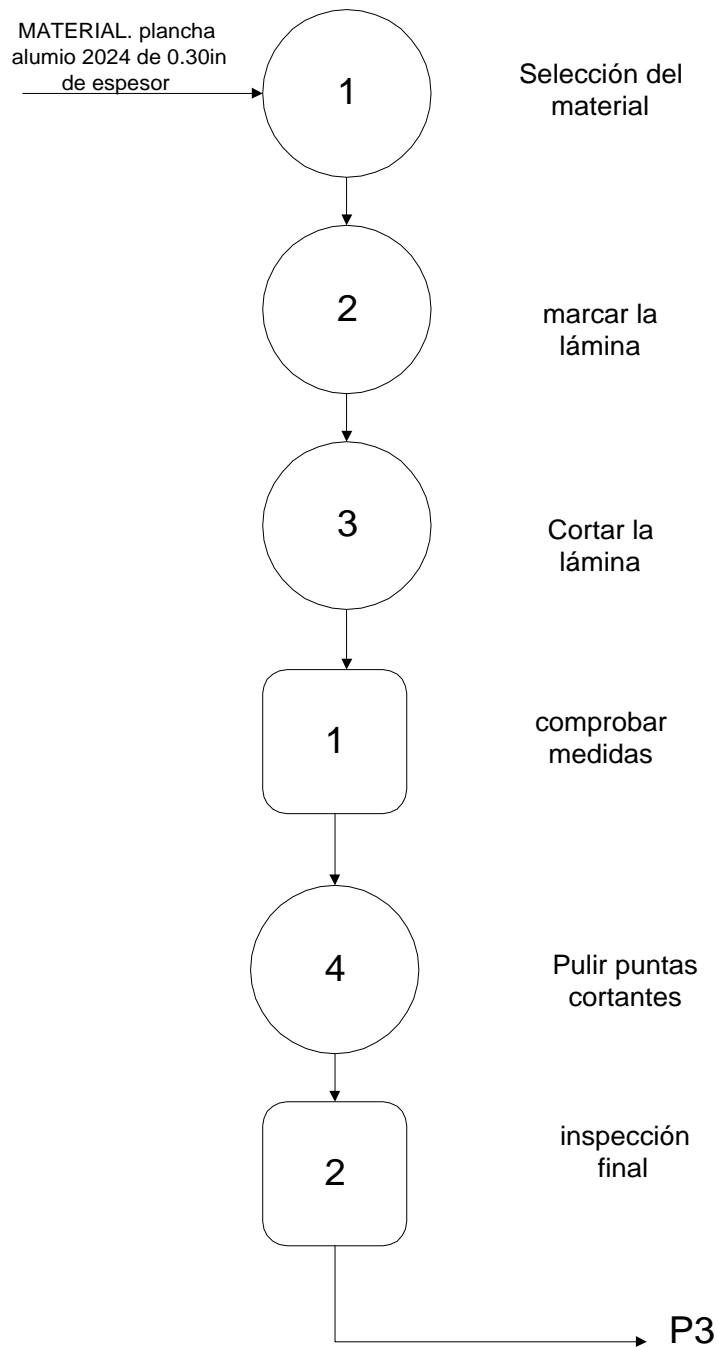 MATERIAL. plancha
alumio 2024 de 0.30in
de espesor
1
Selección del
material
2
marcar la
lámina
3
Cortar la
lámina
1
comprobar
medidas
4
Pulir puntas
cortantes
2
inspección
final
P3